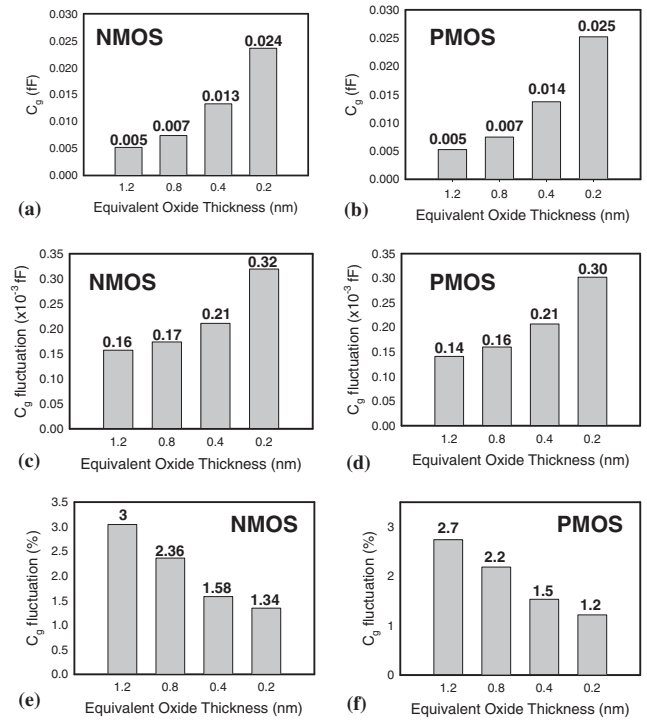 NMOS
0.030
0.025
0.020
0.015
0.010
0.005
0.000
Cg (fF)
0.005
0.007
0.013
0.024
1.2 0.8 0.4 0.2
Equivalent Oxide Thickness (nm)
(a)
PMOS
0.030
0.025
0.020
0.015
0.010
0.005
0.000
Cg (fF)
0.005
0.007
0.014
0.025
1.2 0.8 0.4 0.2
Equivalent Oxide Thickness (nm)
(b)
NMOS
0.35
0.30
0.25
0.20
0.15
0.10
0.05
0.00
Cg fluctuation (x10-3 fF)
0.16
0.17
0.21
0.32
1.2 0.8 0.4 0.2
Equivalent Oxide Thickness (nm)
(c)
PMOS
0.35
0.30
0.25
0.20
0.15
0.10
0.05
0.00
Cg fluctuation (x10-3 fF)
0.14
0.16
0.21
0.30
1.2 0.8 0.4 0.2
Equivalent Oxide Thickness (nm)
(d)
NMOS
3.5
3.0
2.5
2.0
1.5
1.0
0.5
0.0
Cg fluctuation (%)
3
2.36
1.58
1.34
1.2 0.8 0.4 0.2
Equivalent Oxide Thickness (nm)
(e)
PMOS
3
2
1
0
Cg fluctuation (%)
2.7
2.2
1.5
1.2
1.2 0.8 0.4 0.2
Equivalent Oxide Thickness (nm)
(f)